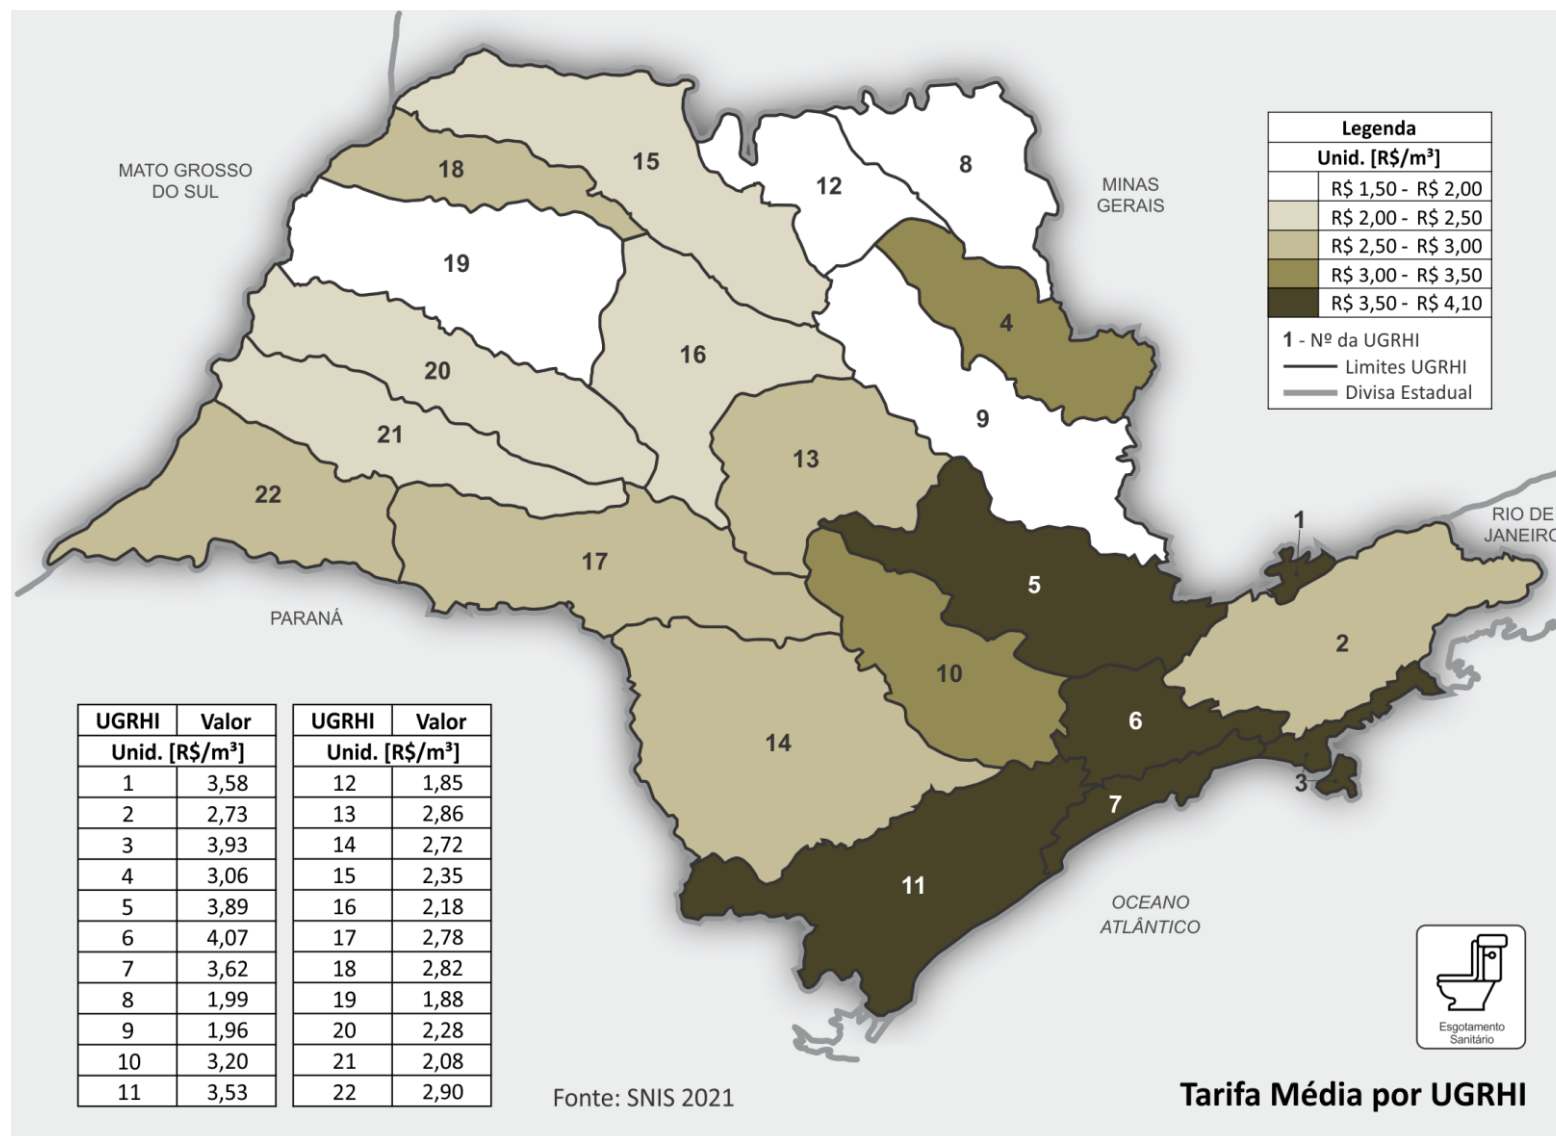 MATO GROSSO
DO SUL
MINAS
GERAIS
RIO DE
JANEIRO
PARANÁ
OCEANO
ATLÂNTICO
18
15
12
8
19
4
16
20
9
21
13
22
17
1
5
2
10
6
14
3
7
11
Legenda
Unid. [R$/m³]
R$ 1,50 - R$ 2,00
R$ 2,00 - R$ 2,50
R$ 2,50 - R$ 3,00
R$ 3,00 - R$ 3,50
R$ 3,50 - R$ 4,10
1 - Nº da UGRHI
Limites UGRHI
Divisa Estadual
UGRHI Valor
Unid. [R$/m³]
1 3,58
2 2,73
3 3,93
4 3,06
5 3,89
6 4,07
7 3,62
8 1,99
9 1,96
10 3,20
11 3,53
UGRHI Valor
Unid. [R$/m³]
12 1,85
13 2,86
14 2,72
15 2,35
16 2,18
17 2,78
18 2,82
19 1,88
20 2,28
21 2,08
22 2,90
Esgotamento
Sanitário
Fonte: SNIS 2021
Tarifa Média por UGRHI